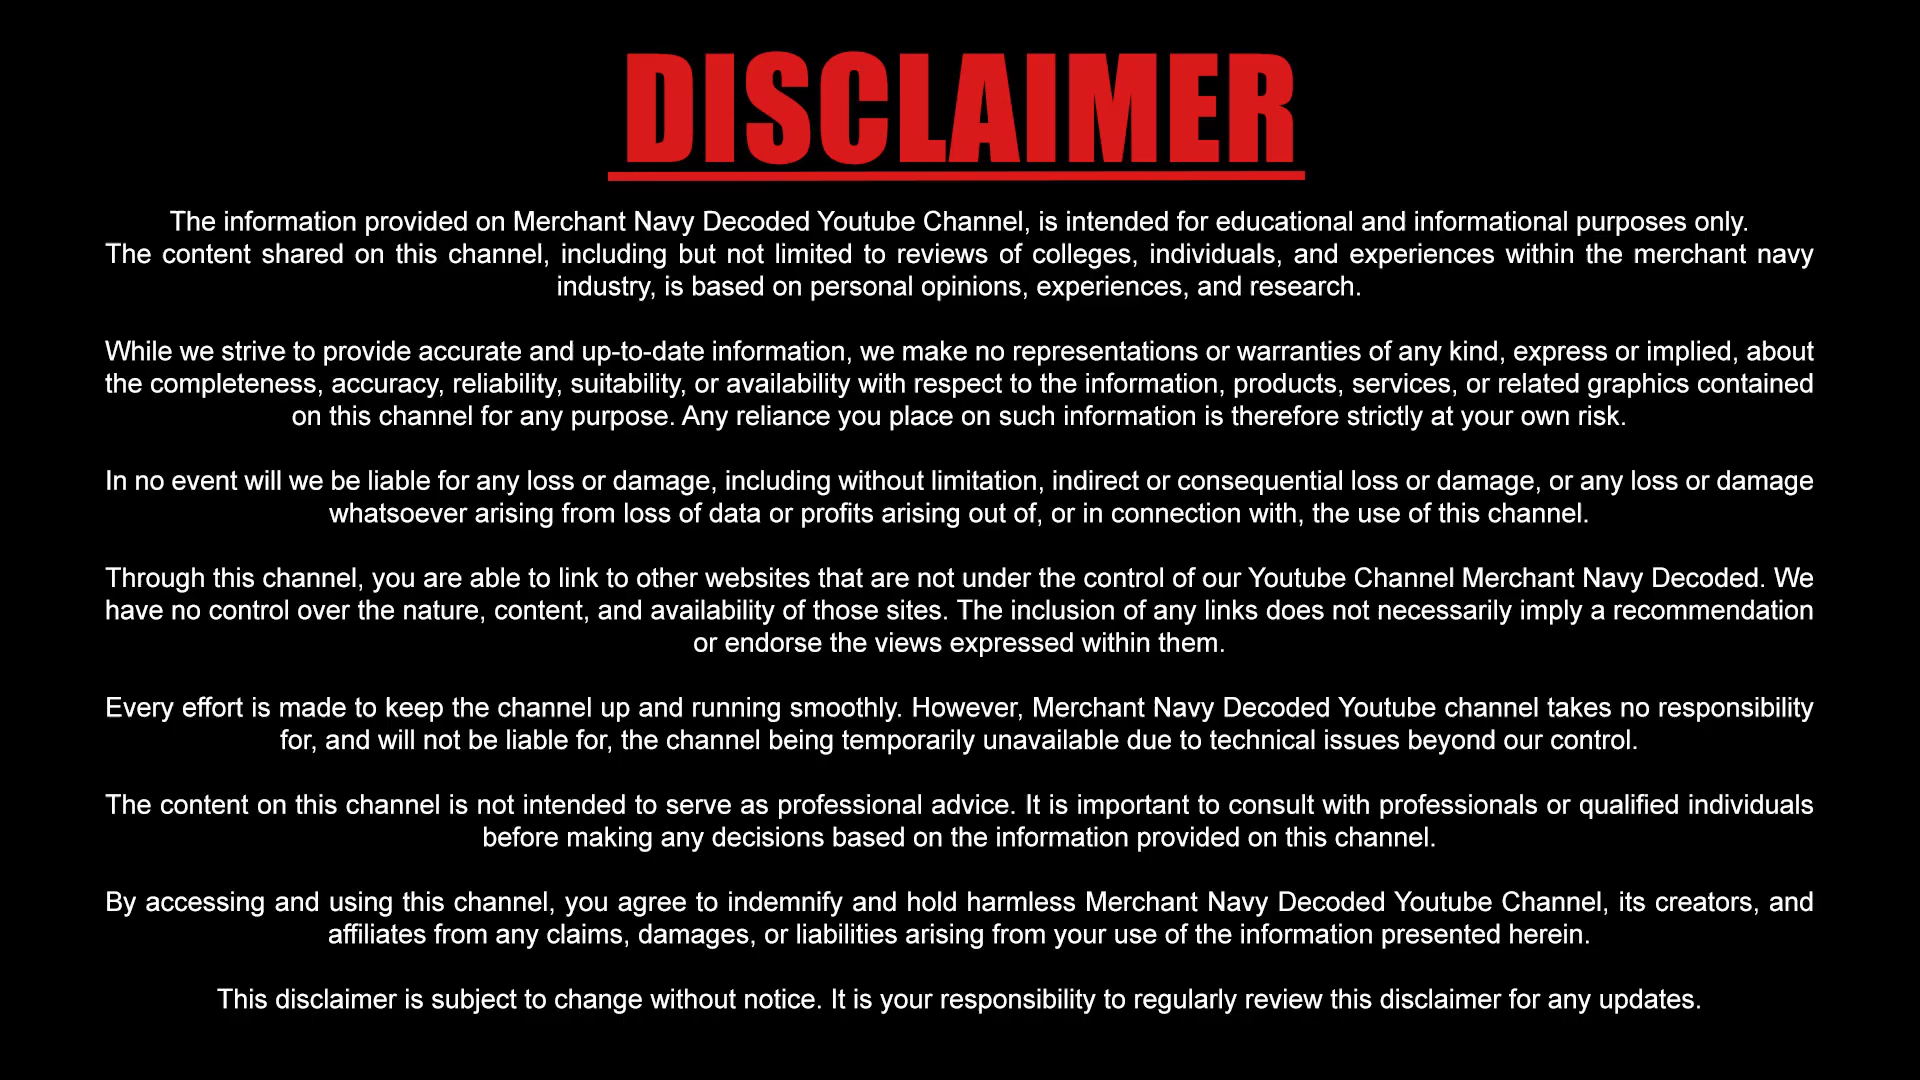 DISCLAIMER
The information provided on Merchant Navy Decoded Youtube Channel, is intended for educational and informational purposes only.
The content shared on this channel, including but not limited to reviews of colleges, individuals, and experiences within the merchant navy
industry, is based on personal opinions, experiences, and research.
While we strive to provide accurate and up-to-date information, we make no representations or warranties of any kind, express or implied, about
the completeness, accuracy, reliability, suitability, or availability with respect to the information, products, services, or related graphics contained
on this channel for any purpose. Any reliance you place on such information is therefore strictly at your own risk.
In no event will we be liable for any loss or damage, including without limitation, indirect or consequential loss or damage, or any loss or damage
whatsoever arising from loss of data or profits arising out of, or in connection with, the use of this channel.
Through this channel, you are able to link to other websites that are not under the control of our Youtube Channel Merchant Navy Decoded. We
have no control over the nature, content, and availability of those sites. The inclusion of any links does not necessarily imply a recommendation
or endorse the views expressed within them.
Every effort is made to keep the channel up and running smoothly. However, Merchant Navy Decoded Youtube channel takes no responsibility
for, and will not be liable for, the channel being temporarily unavailable due to technical issues beyond our control.
The content on this channel is not intended to serve as professional advice. It is important to consult with professionals or qualified individuals
before making any decisions based on the information provided on this channel.
By accessing and using this channel, you agree to indemnify and hold harmless Merchant Navy Decoded Youtube Channel, its creators, and
affiliates from any claims, damages, or liabilities arising from your use of the information presented herein.
This disclaimer is subject to change without notice. It is your responsibility to regularly review this disclaimer for any updates.